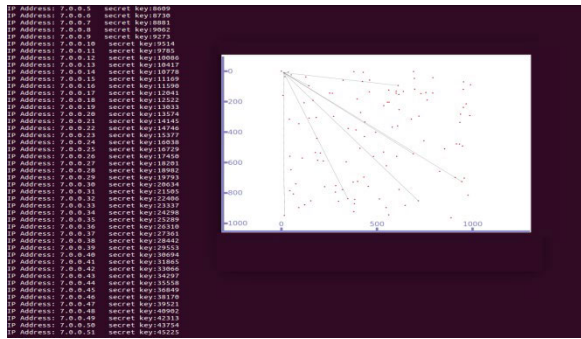 IP Address: 7.0.0.5 secret key:8609
IP Address: 7.0.0.6 secret key:8730
IP Address: 7.0.0.7 secret key:8881
IP Address: 7.0.0.8 secret key:9062
IP Address: 7.0.0.9 secret key:9273
IP Address: 7.0.0.10 secret key:9514
IP Address: 7.0.0.11 secret key:9785
IP Address: 7.0.0.12 secret key:10086
IP Address: 7.0.0.13 secret key:10417
IP Address: 7.0.0.14 secret key:10778
IP Address: 7.0.0.15 secret key:11169
IP Address: 7.0.0.16 secret key:11590
IP Address: 7.0.0.17 secret key:12041
IP Address: 7.0.0.18 secret key:12522
IP Address: 7.0.0.19 secret key:13033
IP Address: 7.0.0.20 secret key:13574
IP Address: 7.0.0.21 secret key:14145
IP Address: 7.0.0.22 secret key:14746
IP Address: 7.0.0.23 secret key:15377
IP Address: 7.0.0.24 secret key:16038
IP Address: 7.0.0.25 secret key:16729
IP Address: 7.0.0.26 secret key:17450
IP Address: 7.0.0.27 secret key:18201
IP Address: 7.0.0.28 secret key:18982
IP Address: 7.0.0.29 secret key:19793
IP Address: 7.0.0.30 secret key:20634
IP Address: 7.0.0.31 secret key:21505
IP Address: 7.0.0.32 secret key:22406
IP Address: 7.0.0.33 secret key:23337
IP Address: 7.0.0.34 secret key:24298
IP Address: 7.0.0.35 secret key:25289
IP Address: 7.0.0.36 secret key:26310
IP Address: 7.0.0.37 secret key:27361
IP Address: 7.0.0.38 secret key:28442
IP Address: 7.0.0.39 secret key:29553
IP Address: 7.0.0.40 secret key:30694
IP Address: 7.0.0.41 secret key:31865
IP Address: 7.0.0.42 secret key:33066
IP Address: 7.0.0.43 secret key:34297
IP Address: 7.0.0.44 secret key:35558
IP Address: 7.0.0.45 secret key:36849
IP Address: 7.0.0.46 secret key:38170
IP Address: 7.0.0.47 secret key:39521
IP Address: 7.0.0.48 secret key:40902
IP Address: 7.0.0.49 secret key:42313
IP Address: 7.0.0.50 secret key:43754
IP Address: 7.0.0.51 secret key:45225
0
200
400
600
800
1000
0 500 1000